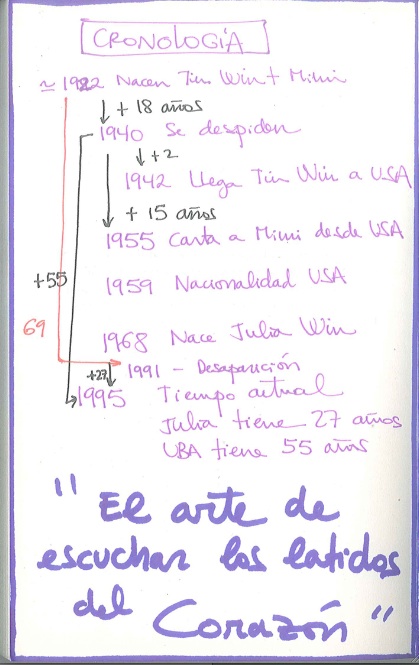 CRONOLOGÍA
≃ 1922 Nacen Tin Win + Mimi
↓ + 18 años
1940 Se despiden
↓ +2
1942 Llega Tin Win a USA
+ 15 años
1955 Carta a Mimi desde USA
+55
1959 Nacionalidad USA
69
1968 Nace Julia Win
1991 - Desaparición
+27
1995 Tiempo actual
Julia tiene 27 años
UBA tiene 55 años
"El arte de
escuchar los latidos
del Corazón"